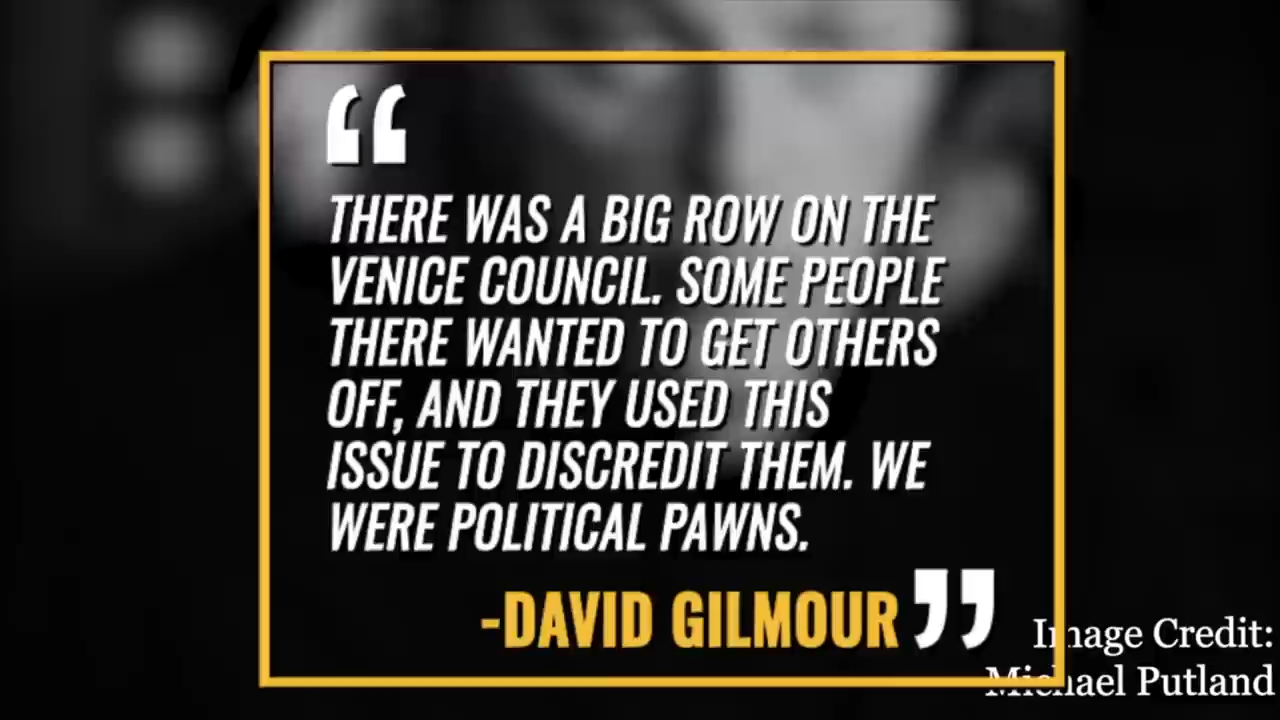 “
THERE WAS A BIG ROW ON THE
VENICE COUNCIL. SOME PEOPLE
THERE WANTED TO GET OTHERS
OFF, AND THEY USED THIS
ISSUE TO DISCREDIT THEM. WE
WERE POLITICAL PAWNS.
-DAVID GILMOUR ”
Image Credit:
Michael Putland